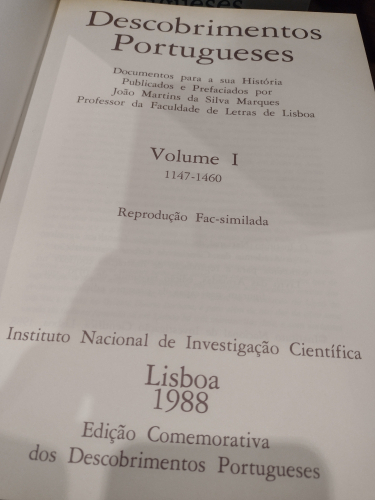 Descobrimentos
Portugueses
Documentos para a sua História
Publicados e Prefaciados por
João Martins da Silva Marques
Professor da Faculdade de Letras de Lisboa
Volume I
1147-1460
Reprodução Fac-similada
Instituto Nacional de Investigação Científica
Lisboa
1988
Edição Comemorativa
dos Descobrimentos Portugueses